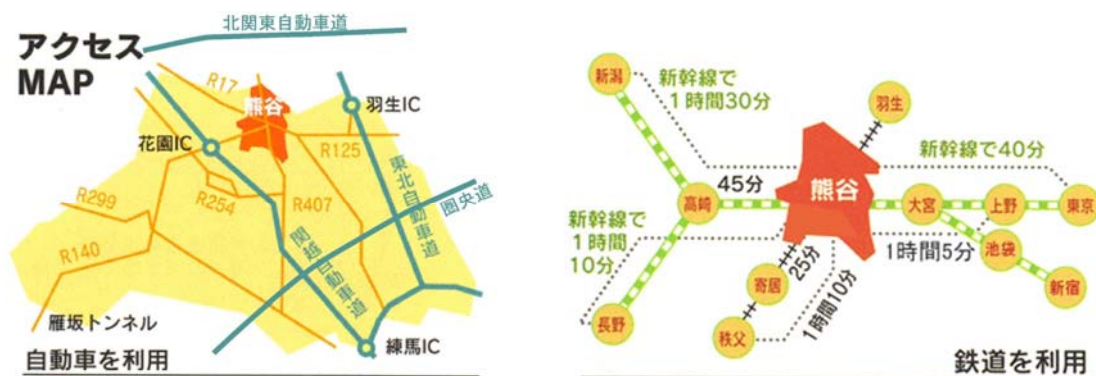 アクセス
MAP
北関東自動車道
R17
熊谷
羽生IC
花園IC
R125
R299
R254
R407
東北自動車道
圏央道
R140
関越自動車道
雁坂トンネル
練馬IC
自動車を利用
新潟
新幹線で
1時間30分
羽生
新幹線で40分
45分
熊谷
高崎
大宮
上野
東京
新幹線で
1時間
10分
1時間5分
池袋
25分
寄居
1時間10分
新宿
長野
秩父
鉄道を利用